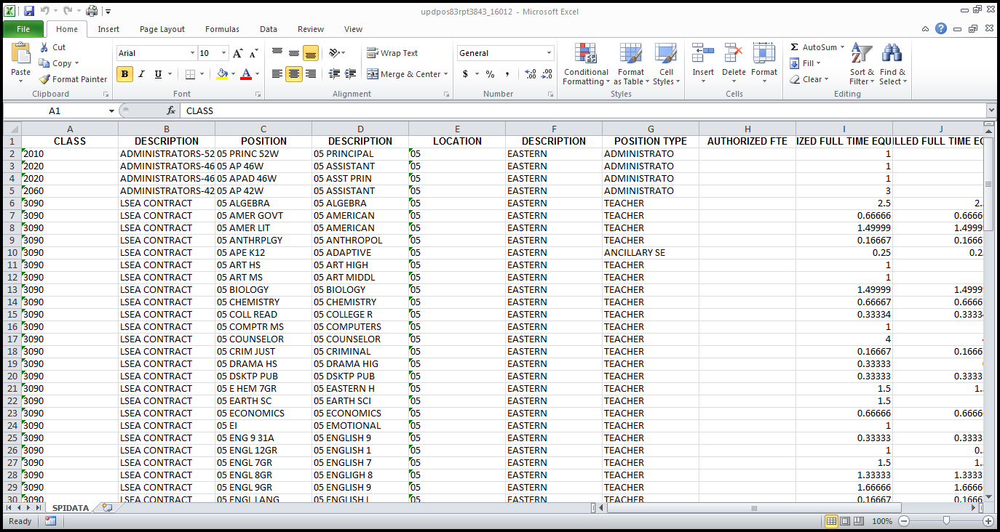 updpos83rpt3843_16012 - Microsoft Excel
File Home Insert Page Layout Formulas Data Review View
Paste Cut Copy Format Painter Clipboard
Arial 10 A A B I U A Font
Wrap Text Merge & Center Alignment
General $ % , .00 Number
Conditional Formatting Format as Table Cell Styles Styles
Insert Delete Format Cells
Σ AutoSum Fill Clear Sort & Filter Find & Select Editing
A1 fx CLASS
A B C D E F G H I J
1 CLASS DESCRIPTION POSITION DESCRIPTION LOCATION DESCRIPTION POSITION TYPE AUTHORIZED FTE IZED FULL TIME EQU LLED FULL TIME EQ
2 2010 ADMINISTRATORS-52 05 PRINC 52W 05 PRINCIPAL 05 EASTERN ADMINISTRATO 1
3 2020 ADMINISTRATORS-46 05 AP 46W 05 ASSISTANT 05 EASTERN ADMINISTRATO 1
4 2020 ADMINISTRATORS-46 05 APAD 46W 05 ASST PRIN 05 EASTERN ADMINISTRATO 1
5 2060 ADMINISTRATORS-42 05 AP 42W 05 ASSISTANT 05 EASTERN ADMINISTRATO 3
6 3090 LSEA CONTRACT 05 ALGEBRA 05 ALGEBRA 05 EASTERN TEACHER 2.5 2.
7 3090 LSEA CONTRACT 05 AMER GOVT 05 AMERICAN 05 EASTERN TEACHER 0.66666 0.6666
8 3090 LSEA CONTRACT 05 AMER LIT 05 AMERICAN 05 EASTERN TEACHER 1.49999 1.4999
9 3090 LSEA CONTRACT 05 ANTHRPLGY 05 ANTHROPOL 05 EASTERN TEACHER 0.16667 0.1666
10 3090 LSEA CONTRACT 05 APE K12 05 ADAPTIVE 05 EASTERN ANCILLARY SE 0.25 0.2
11 3090 LSEA CONTRACT 05 ART HS 05 ART HIGH 05 EASTERN TEACHER 1
12 3090 LSEA CONTRACT 05 ART MS 05 ART MIDDL 05 EASTERN TEACHER 1
13 3090 LSEA CONTRACT 05 BIOLOGY 05 BIOLOGY 05 EASTERN TEACHER 1.49999 1.4999
14 3090 LSEA CONTRACT 05 CHEMISTRY 05 CHEMISTRY 05 EASTERN TEACHER 0.66667 0.6666
15 3090 LSEA CONTRACT 05 COLL READ 05 COLLEGE R 05 EASTERN TEACHER 0.33334 0.3333
16 3090 LSEA CONTRACT 05 COMPTR MS 05 COMPUTERS 05 EASTERN TEACHER 1
17 3090 LSEA CONTRACT 05 COUNSELOR 05 COUNSELOR 05 EASTERN TEACHER 4
18 3090 LSEA CONTRACT 05 CRIM JUST 05 CRIMINAL 05 EASTERN TEACHER 0.16667 0.1666
19 3090 LSEA CONTRACT 05 DRAMA HS 05 DRAMA HIG 05 EASTERN TEACHER 0.33333
20 3090 LSEA CONTRACT 05 DSKTP PUB 05 DSKTP PUB 05 EASTERN TEACHER 0.33333 0.3333
21 3090 LSEA CONTRACT 05 E HEM 7GR 05 EASTERN H 05 EASTERN TEACHER 1.5 1.
22 3090 LSEA CONTRACT 05 EARTH SC 05 EARTH SCI 05 EASTERN TEACHER 1.5
23 3090 LSEA CONTRACT 05 ECONOMICS 05 ECONOMICS 05 EASTERN TEACHER 0.66666 0.6666
24 3090 LSEA CONTRACT 05 EI 05 EMOTIONAL 05 EASTERN TEACHER 1
25 3090 LSEA CONTRACT 05 ENG 9 31A 05 ENGLISH 9 05 EASTERN TEACHER 0.33333 0.3333
26 3090 LSEA CONTRACT 05 ENGL 12GR 05 ENGLISH 1 05 EASTERN TEACHER 1 0.
27 3090 LSEA CONTRACT 05 ENGL 7GR 05 ENGLISH 7 05 EASTERN TEACHER 1.5 1.
28 3090 LSEA CONTRACT 05 ENGL 8GR 05 ENGLIGH 8 05 EASTERN TEACHER 1.33333 1.3333
29 3090 LSEA CONTRACT 05 ENGL 9GR 05 ENGLISH 9 05 EASTERN TEACHER 1.66666 1.6666
30 3090 LSEA CONTRACT 05 ENGL LANG 05 ENGLISH L 05 EASTERN TEACHER 0.16667 0.1666
SPIDATA
Ready 100%